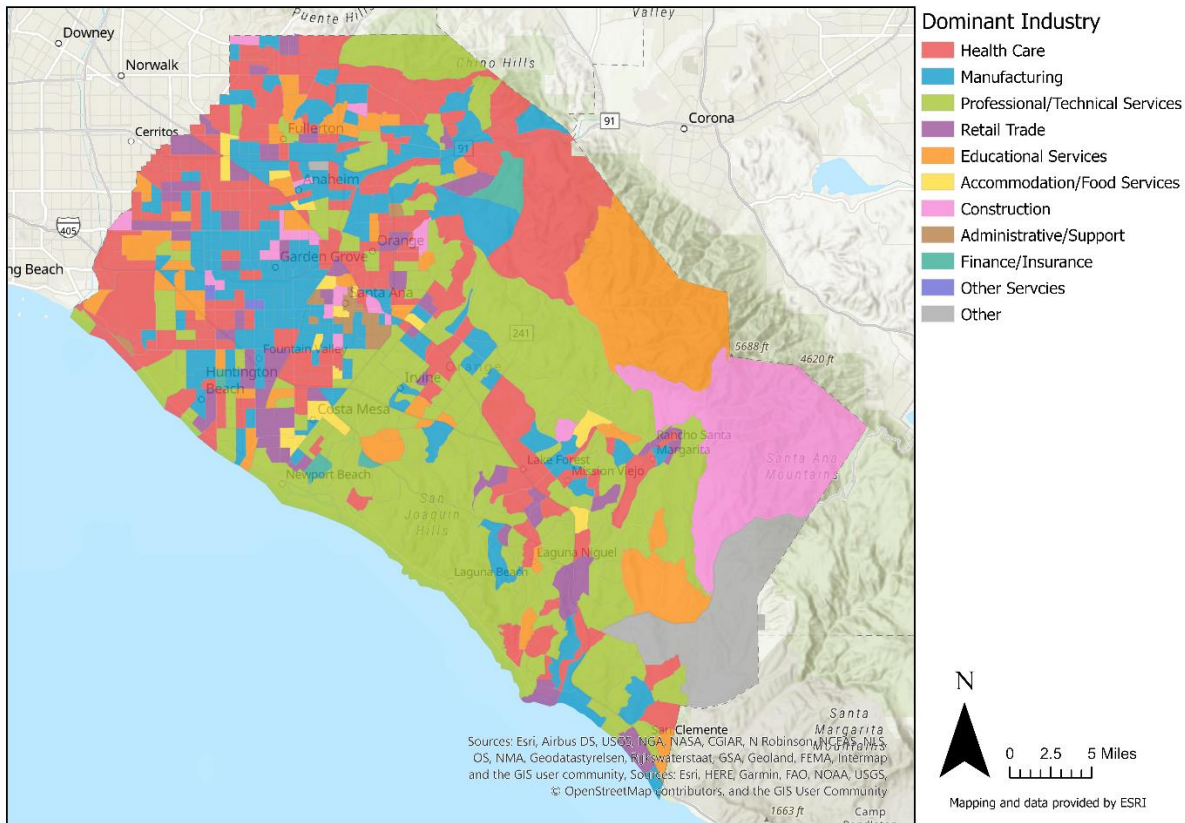 Puente Hills
Valley
Downey
Norwalk
Chino Hills
Cerritos
Fullerton
91
Corona
91
Anaheim
405
Orange
Garden Grove
ng Beach
Santa Ana
241
5688 ft
4620 ft
Fountain Valley
Orange
Huntington
Beach
Irvine
Costa Mesa
Rancho Santa
Margarita
Santa Ana
Mountains
Lake Forest
Mission Viejo
Newport Beach
San
Joaquin
Hills
Laguna Niguel
Laguna Beach
San Clemente
Santa
Margarita
Mountains
Sources: Esri, Airbus DS, USGS, NGA, NASA, CGIAR, N Robinson, NCEAS, NLS,
OS, NMA, Geodatastyrelsen, Rijkswaterstaat, GSA, Geoland, FEMA, Intermap
and the GIS user community, Sources: Esri, HERE, Garmin, FAO, NOAA, USGS,
© OpenStreetMap contributors, and the GIS User Community
1663 ft
Camp
Dominant Industry
Health Care
Manufacturing
Professional/Technical Services
Retail Trade
Educational Services
Accommodation/Food Services
Construction
Administrative/Support
Finance/Insurance
Other Servcies
Other
N
0 2.5 5 Miles
Mapping and data provided by ESRI